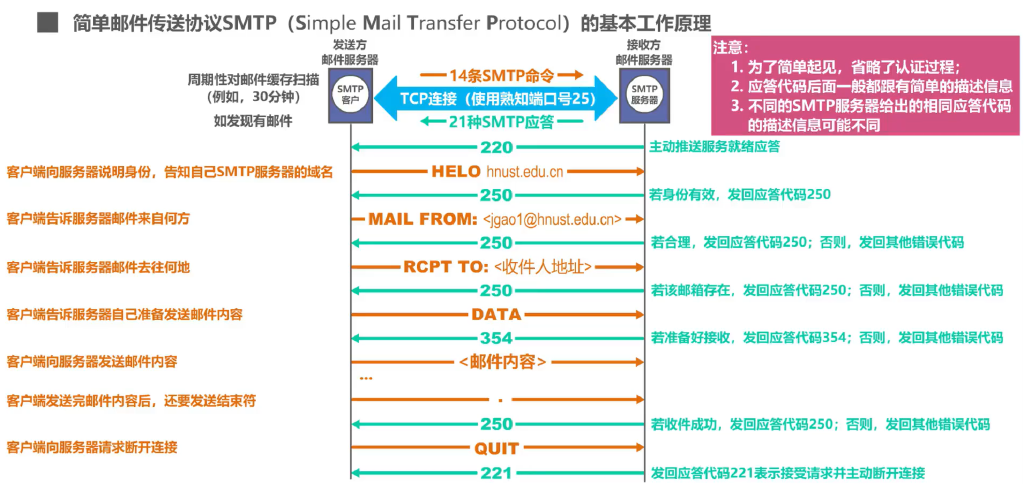 简单邮件传送协议SMTP（Simple Mail Transfer Protocol）的基本工作原理
发送方
邮件服务器
接收方
邮件服务器
周期性对邮件缓存扫描
（例如，30分钟）
如发现有邮件
SMTP
客户
14条SMTP命令
TCP连接（使用熟知端口号25）
21种SMTP应答
SMTP
服务器
注意：
1. 为了简单起见，省略了认证过程；
2. 应答代码后面一般都跟有简单的描述信息
3. 不同的SMTP服务器给出的相同应答代码
的描述信息可能不同
220
主动推送服务就绪应答
客户端向服务器说明身份，告知自己SMTP服务器的域名
HELO hnust.edu.cn
250
若身份有效，发回应答代码250
客户端告诉服务器邮件来自何方
MAIL FROM: <jgao1@hnust.edu.cn>
250
若合理，发回应答代码250；否则，发回其他错误代码
客户端告诉服务器邮件去往何地
RCPT TO: <收件人地址>
250
若该邮箱存在，发回应答代码250；否则，发回其他错误代码
客户端告诉服务器自己准备发送邮件内容
DATA
354
若准备好接收，发回应答代码354；否则，发回其他错误代码
客户端向服务器发送邮件内容
<邮件内容>
...
客户端发送完邮件内容后，还要发送结束符
.
250
若收件成功，发回应答代码250；否则，发回其他错误代码
客户端向服务器请求断开连接
QUIT
221
发回应答代码221表示接受请求并主动断开连接